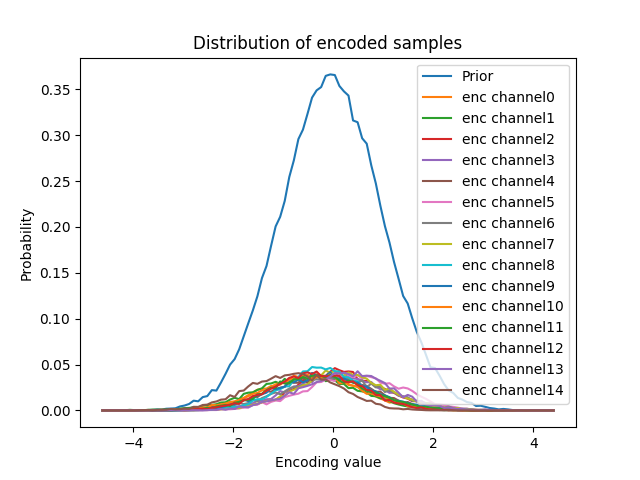 Distribution of encoded samples
Probability
0.35
0.30
0.25
0.20
0.15
0.10
0.05
0.00
−4
−2
0
2
4
Encoding value
Prior
enc channel0
enc channel1
enc channel2
enc channel3
enc channel4
enc channel5
enc channel6
enc channel7
enc channel8
enc channel9
enc channel10
enc channel11
enc channel12
enc channel13
enc channel14